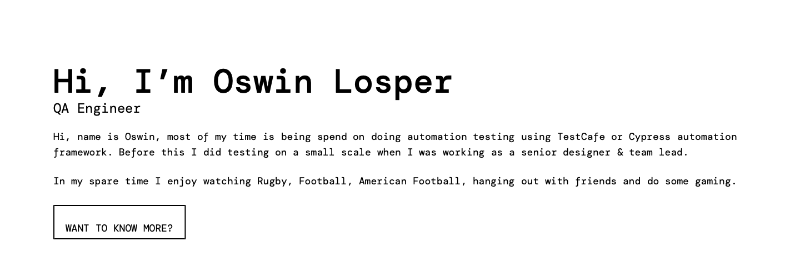 Hi, I’m Oswin Losper
QA Engineer
Hi, name is Oswin, most of my time is being spend on doing automation testing using TestCafe or Cypress automation
framework. Before this I did testing on a small scale when I was working as a senior designer & team lead.
In my spare time I enjoy watching Rugby, Football, American Football, hanging out with friends and do some gaming.
WANT TO KNOW MORE?